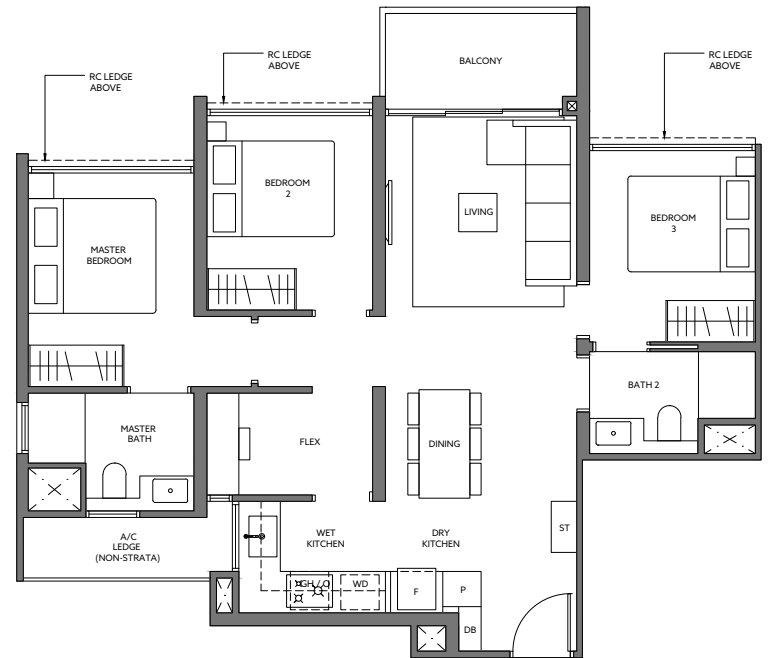 RC LEDGE
ABOVE
RC LEDGE
ABOVE
BALCONY
RC LEDGE
ABOVE
BEDROOM
2
LIVING
BEDROOM
3
MASTER
BEDROOM
BATH 2
MASTER
BATH
FLEX
DINING
A/C
LEDGE
(NON-STRATA)
WET
KITCHEN
DRY
KITCHEN
ST
GH / O
WD
F
P
DB